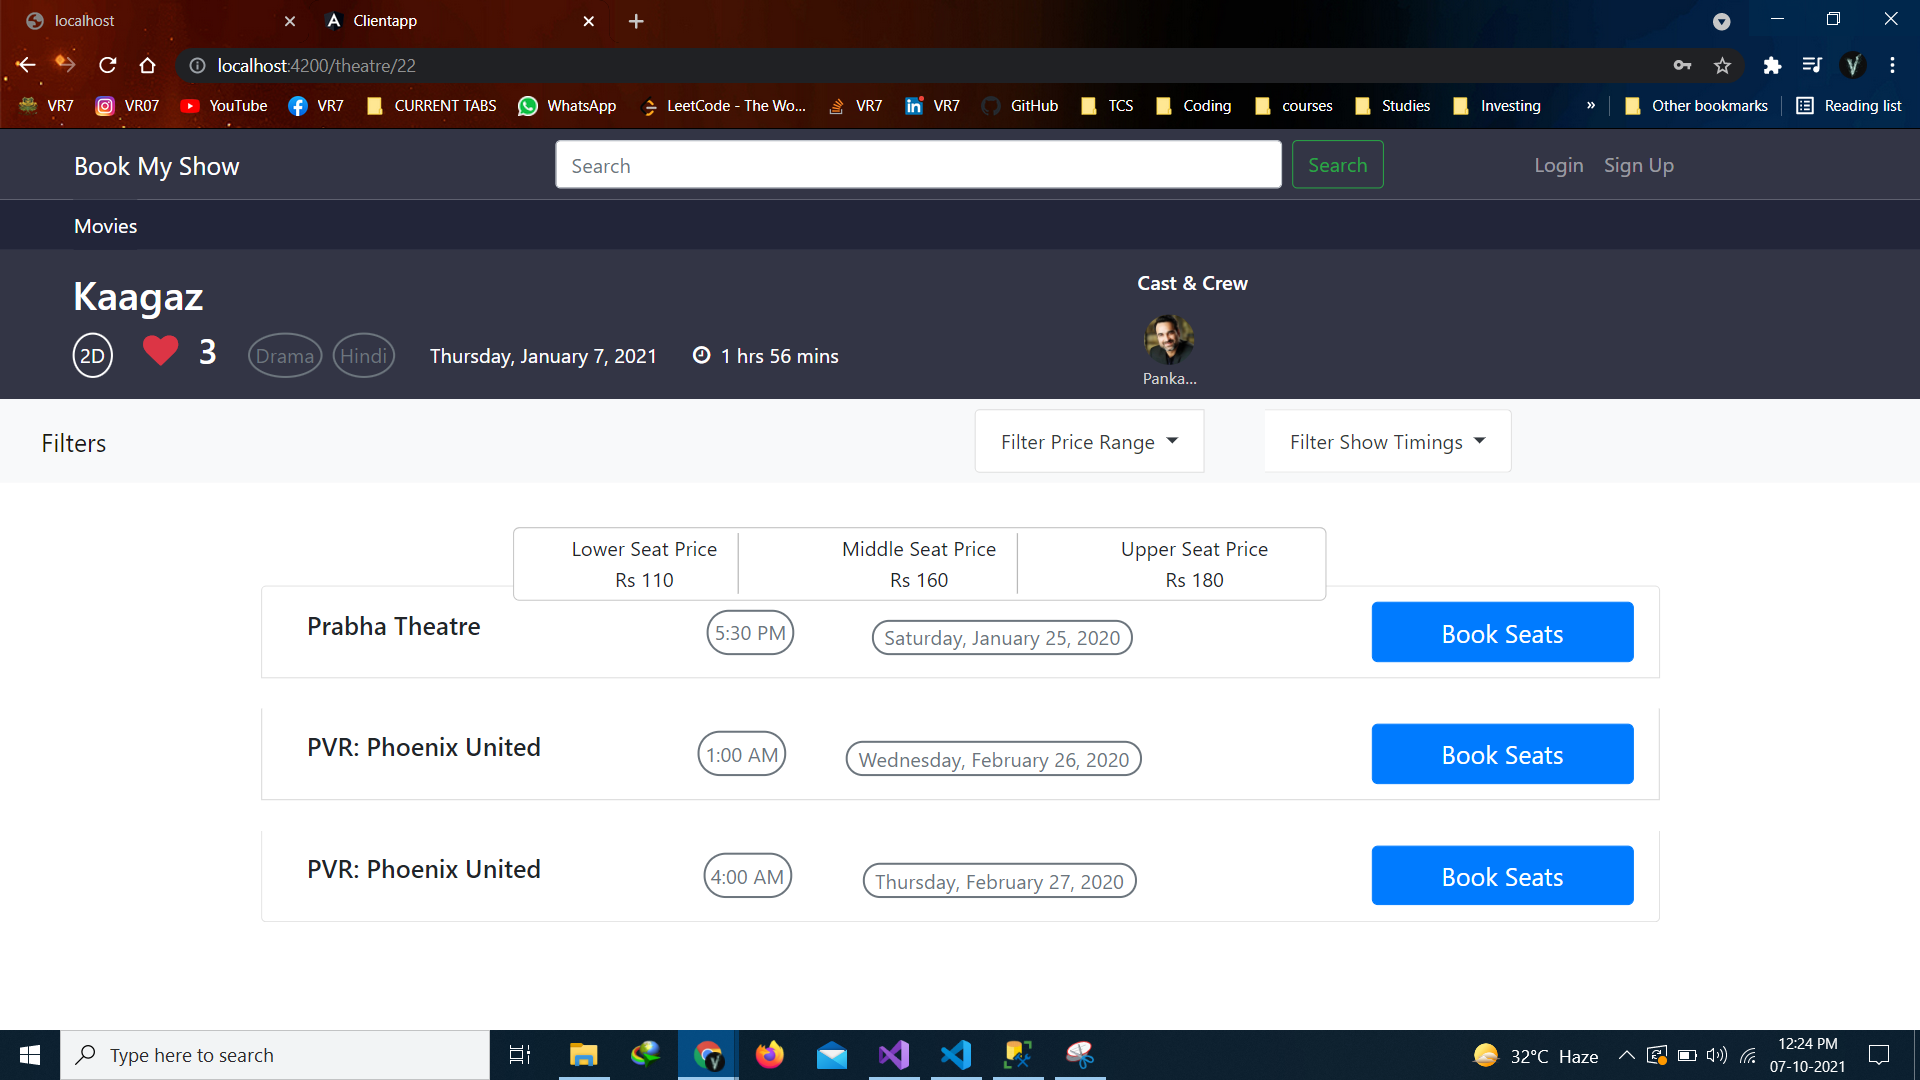 localhost
Clientapp
localhost:4200/theatre/22
VR7 VR07 YouTube VR7 CURRENT TABS WhatsApp LeetCode - The Wo... VR7 VR7 GitHub TCS Coding courses Studies Investing » Other bookmarks Reading list
Book My Show Search Search Login Sign Up
Movies
Kaagaz
Cast & Crew
2D 3 Drama Hindi Thursday, January 7, 2021 1 hrs 56 mins
Panka...
Filters Filter Price Range Filter Show Timings
Lower Seat Price Middle Seat Price Upper Seat Price
Rs 110 Rs 160 Rs 180
Prabha Theatre 5:30 PM Saturday, January 25, 2020 Book Seats
PVR: Phoenix United 1:00 AM Wednesday, February 26, 2020 Book Seats
PVR: Phoenix United 4:00 AM Thursday, February 27, 2020 Book Seats
Type here to search 32°C Haze 12:24 PM
07-10-2021